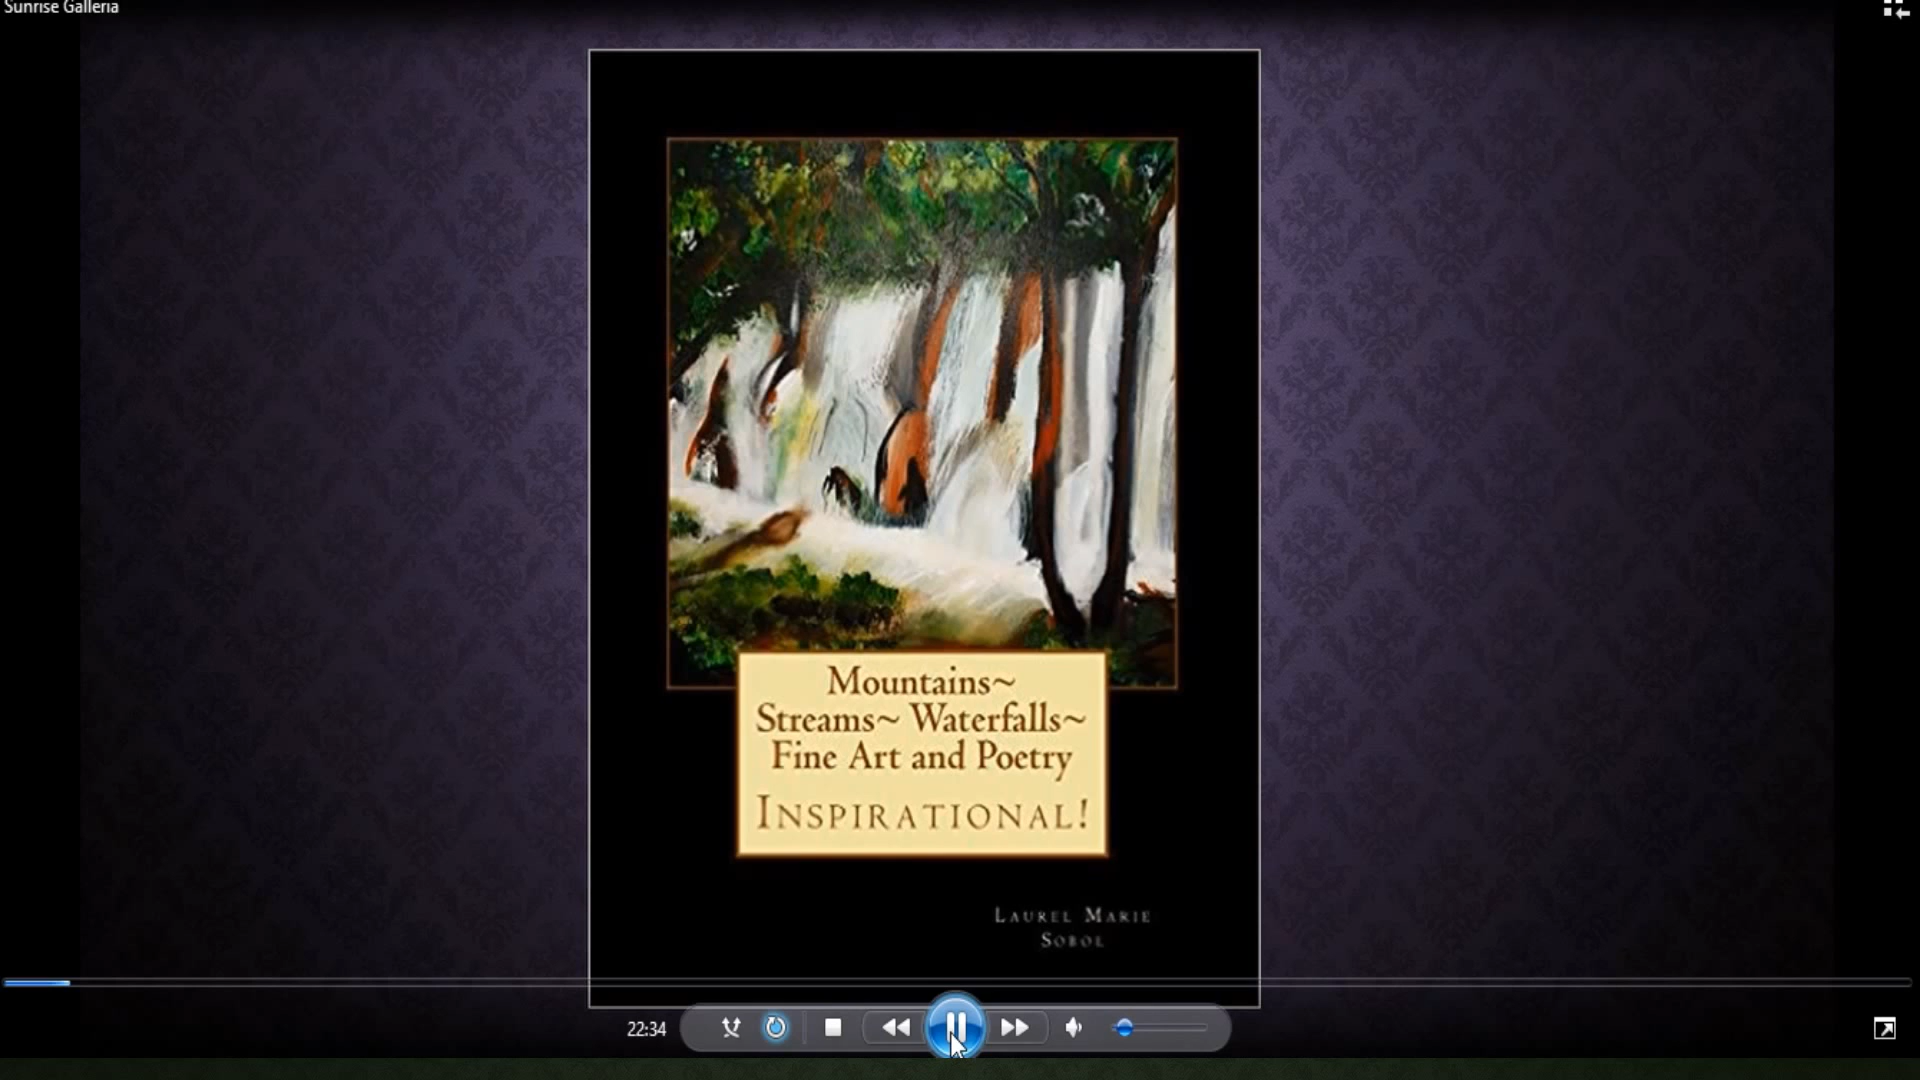 Sunrise Galleria
Mountains~
Streams~ Waterfalls~
Fine Art and Poetry
INSPIRATIONAL!
LAUREL MARIE
SOBOL
22:34